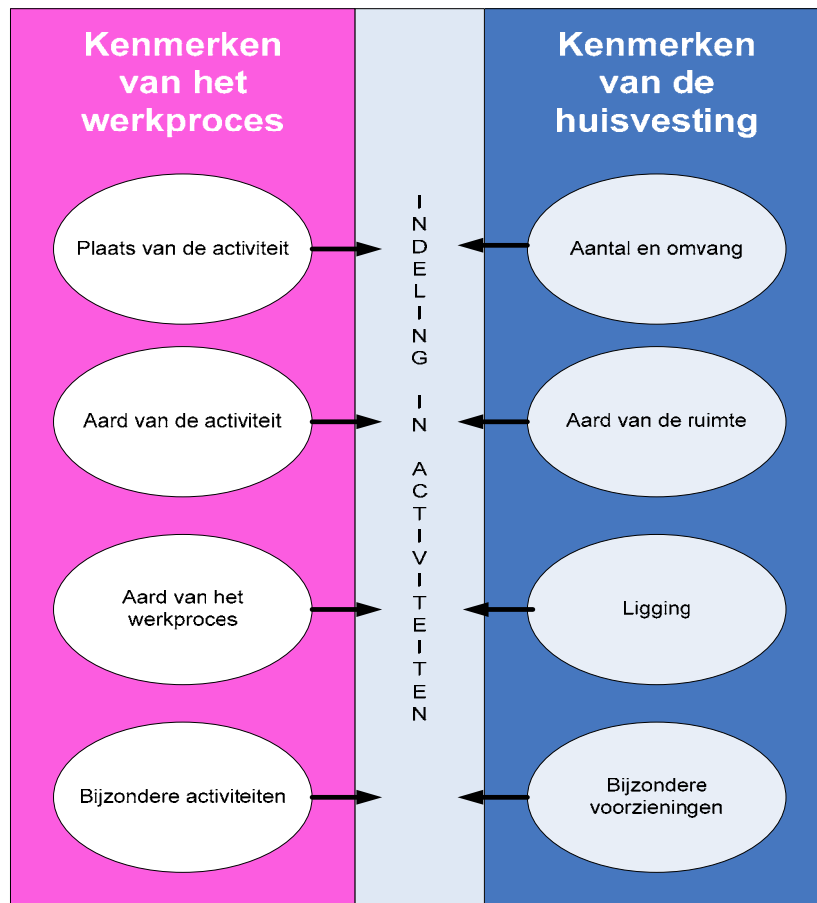 Kenmerken
van het
werkproces
Plaats van de activiteit
Aard van de activiteit
Aard van het
werkproces
Bijzondere activiteiten
INDELING IN ACTIVITEITEN
Kenmerken
van de
huisvesting
Aantal en omvang
Aard van de ruimte
Ligging
Bijzondere
voorzieningen